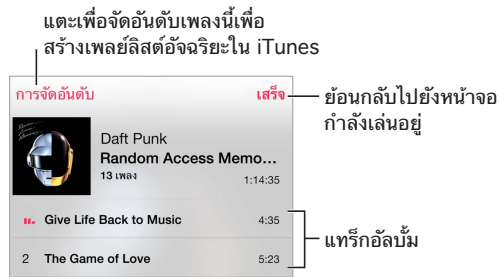 แตะเพื่อจัดอันดับเพลงนี้เพื่อ
สร้างเพลย์ลิสต์อัจฉริยะใน iTunes
การจัดอันดับ
เสร็จ
ย้อนกลับไปยังหน้าจอ
กำลังเล่นอยู่
Daft Punk
Random Access Memo...
13 เพลง
1:14:35
Give Life Back to Music 4:35
2 The Game of Love 5:23
แทร็กอัลบั้ม